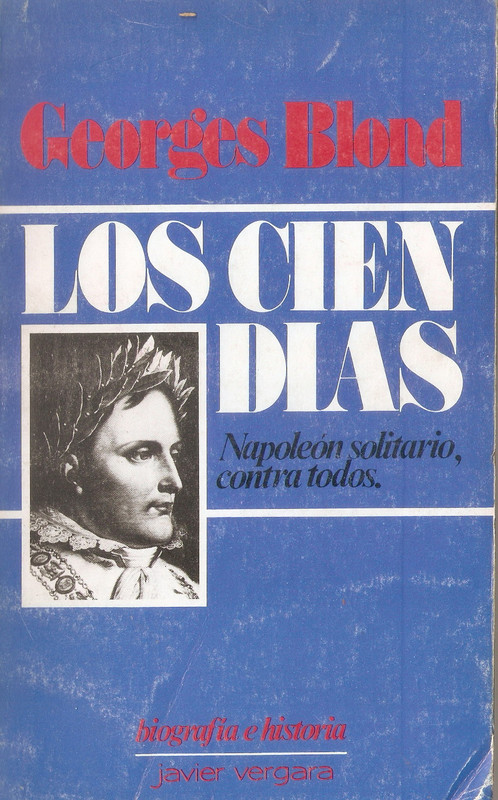 Georges Blond
LOS CIEN
DIAS
Napoleón solitario,
contra todos.
biografía e historia
javier vergara